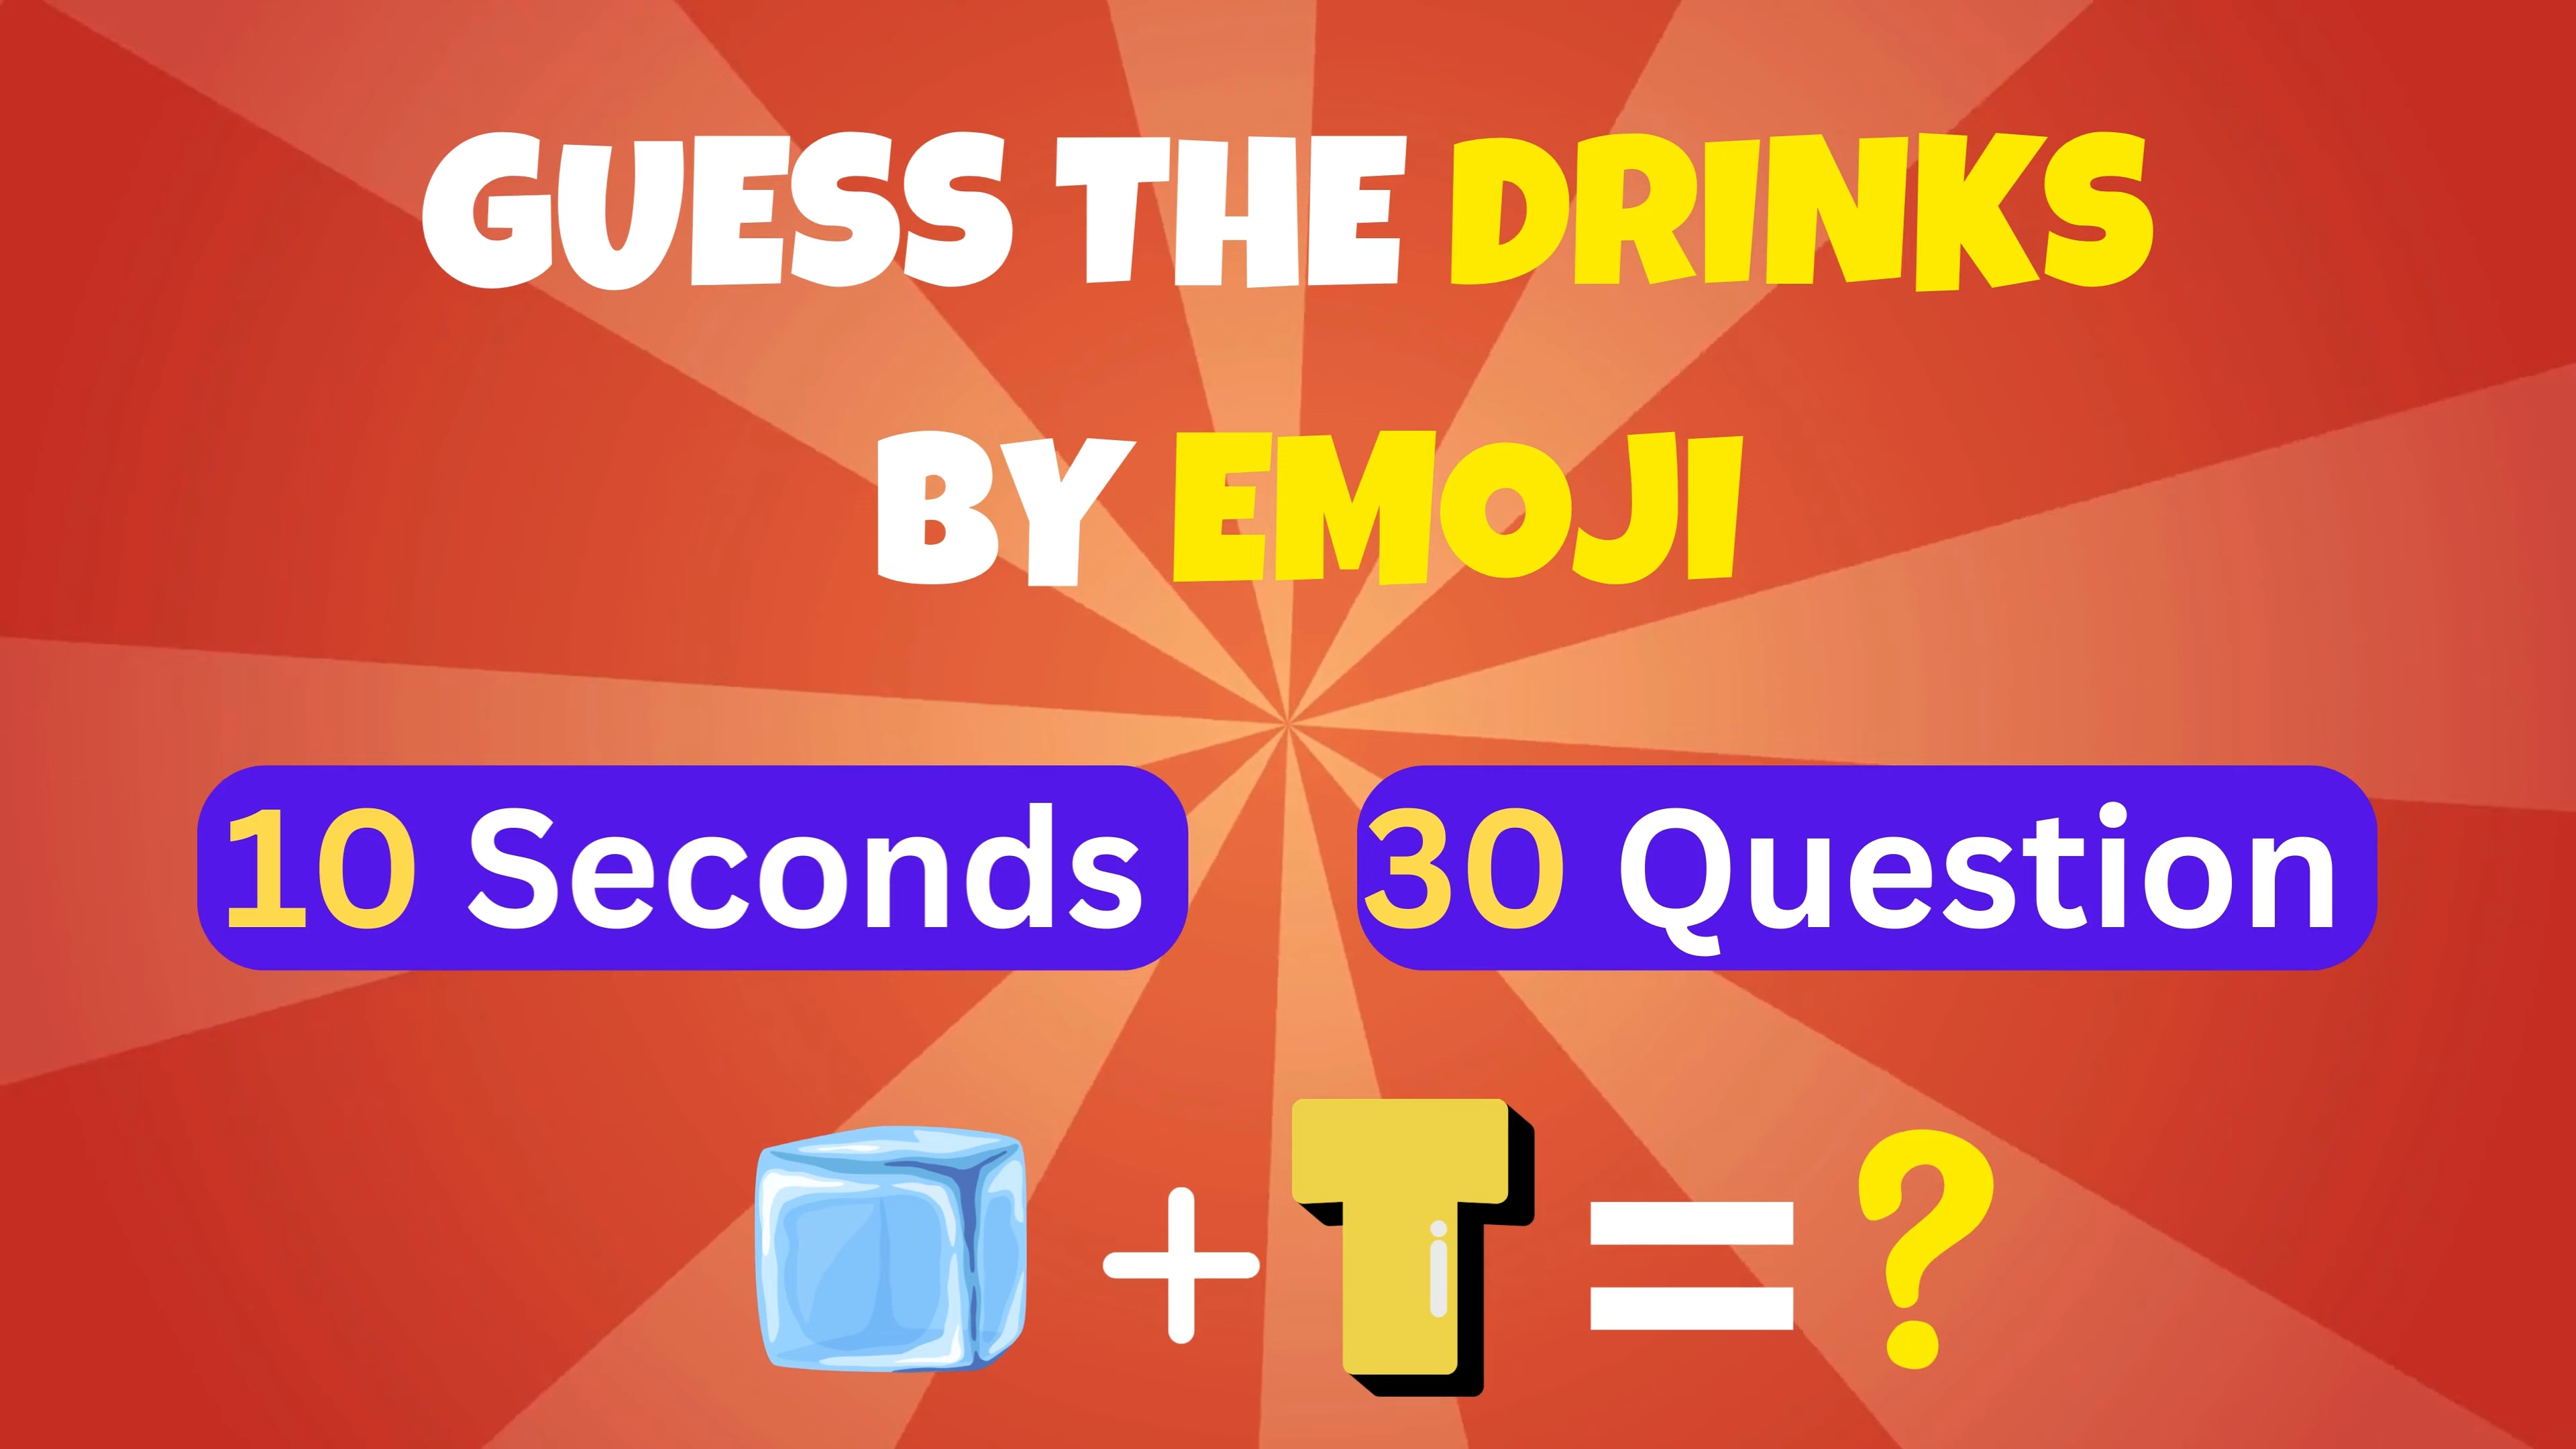 GUESS THE DRINKS
BY EMOJI
10 Seconds
30 Question
+ T = ?